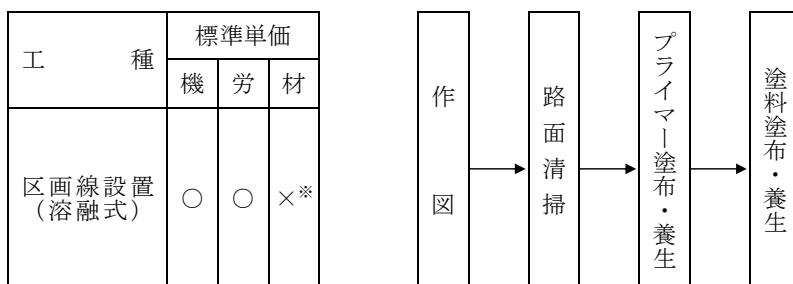 工種
標準単価
機 労 材
区画線設置
(溶融式)
○ ○ ×※
作図
路面清掃
プライマー塗布・養生
塗料塗布・養生